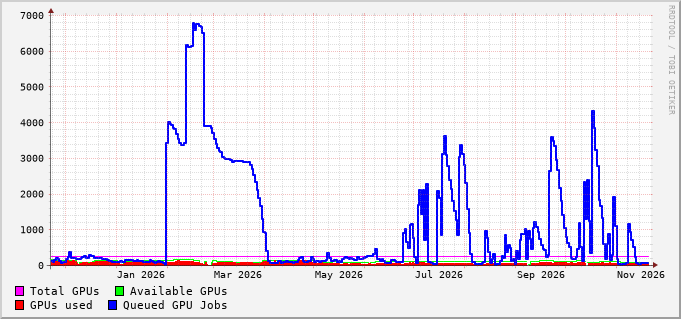 7000
6000
5000
4000
3000
2000
1000
0
Jan 2026 Mar 2026 May 2026 Jul 2026 Sep 2026 Nov 2026
Total GPUs Available GPUs
GPUs used Queued GPU Jobs
RRDTOOL / TOBI OETIKER